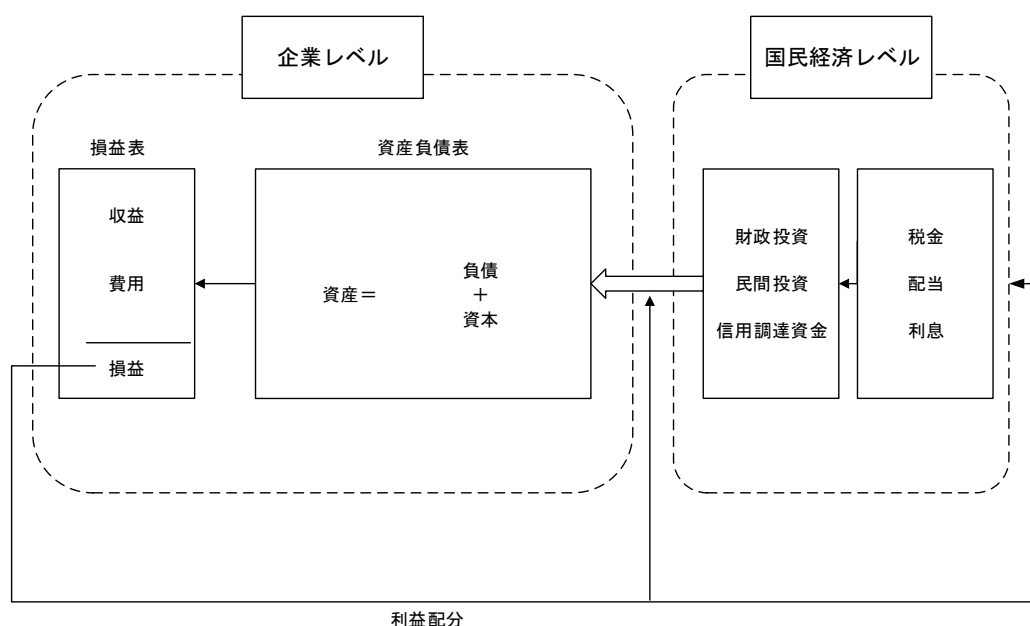 企業レベル
国民経済レベル
損益表
資産負債表
収益
費用
損益
資産＝
負債
＋
資本
財政投資
民間投資
信用調達資金
税金
配当
利息
利益配分